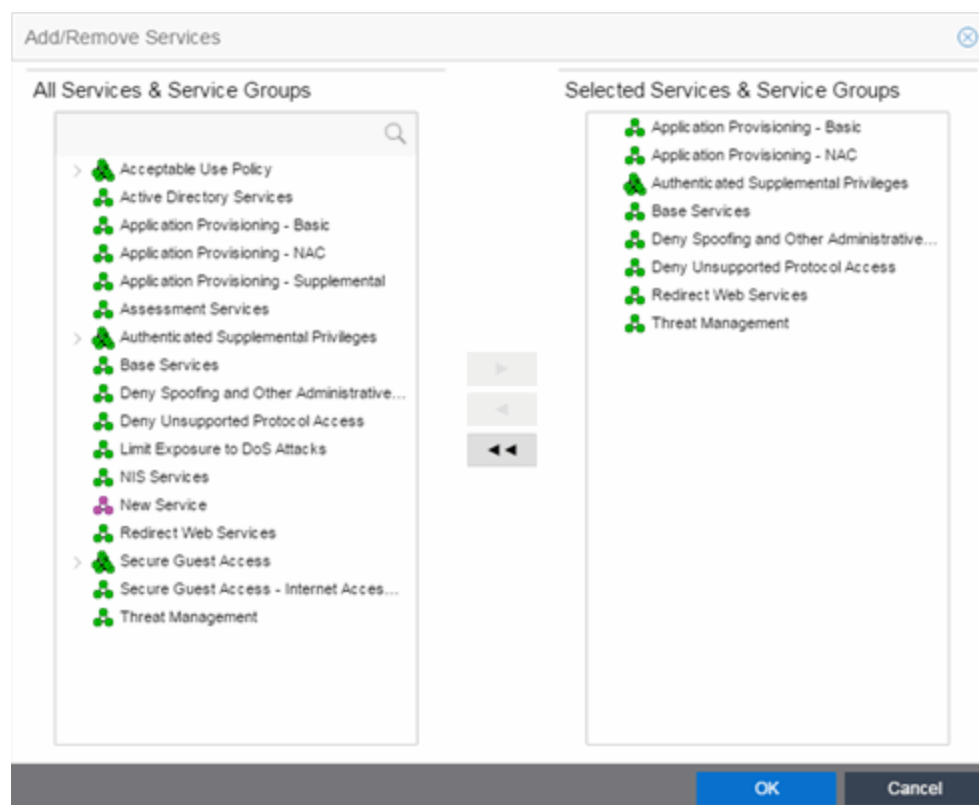 Add/Remove Services
All Services & Service Groups
Acceptable Use Policy
Active Directory Services
Application Provisioning - Basic
Application Provisioning - NAC
Application Provisioning - Supplemental
Assessment Services
Authenticated Supplemental Privileges
Base Services
Deny Spoofing and Other Administrative...
Deny Unsupported Protocol Access
Limit Exposure to DoS Attacks
NIS Services
New Service
Redirect Web Services
Secure Guest Access
Secure Guest Access - Internet Acces...
Threat Management
Selected Services & Service Groups
Application Provisioning - Basic
Application Provisioning - NAC
Authenticated Supplemental Privileges
Base Services
Deny Spoofing and Other Administrative...
Deny Unsupported Protocol Access
Redirect Web Services
Threat Management
OK
Cancel